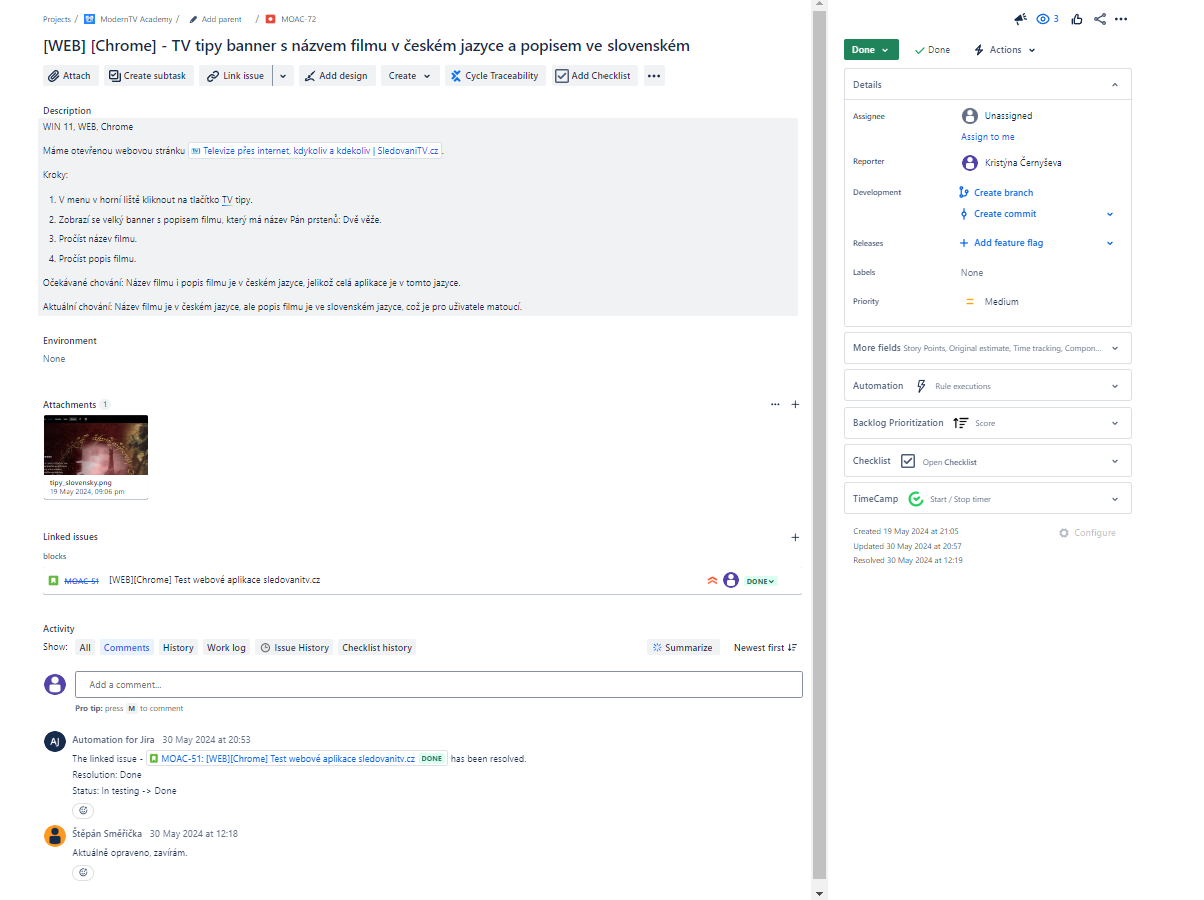 Projects / ModernTV Academy / Add parent / MOAC-72
[WEB] [Chrome] - TV tipy banner s názvem filmu v českém jazyce a popisem ve slovenském
Attach Create subtask Link issue Add design Create Cycle Traceability Add Checklist
Description
WIN 11, WEB, Chrome
Máme otevřenou webovou stránku Televize přes internet, kdykoliv a kdekoliv | SledovaniTV.cz .
Kroky:
1. V menu v horní liště kliknout na tlačítko TV tipy.
2. Zobrazí se velký banner s popisem filmu, který má název Pán prstenů: Dvě věže.
3. Pročíst název filmu.
4. Pročíst popis filmu.
Očekávané chování: Název filmu i popis filmu je v českém jazyce, jelikož celá aplikace je v tomto jazyce.
Aktuální chování: Název filmu je v českém jazyce, ale popis filmu je ve slovenském jazyce, což je pro uživatele matoucí.
Environment
None
Attachments 1
tipy_slovensky.png
19 May 2024, 09:06 pm
Linked issues
blocks
MOAC-51 [WEB][Chrome] Test webové aplikace sledovanitv.cz DONE
Activity
Show: All Comments History Work log Issue History Checklist history Summarize Newest first
Add a comment...
Pro tip: press M to comment
AJ Automation for Jira 30 May 2024 at 20:53
The linked issue - MOAC-51: [WEB][Chrome] Test webové aplikace sledovanitv.cz DONE has been resolved.
Resolution: Done
Status: In testing -> Done
Štěpán Směřička 30 May 2024 at 12:18
Aktuálně opraveno, zavírám.
3
Done Done Actions
Details
Assignee Unassigned
Assign to me
Reporter Kristýna Černyševa
Development Create branch
Create commit
Releases Add feature flag
Labels None
Priority Medium
More fields Story Points, Original estimate, Time tracking, Compon...
Automation Rule executions
Backlog Prioritization Score
Checklist Open Checklist
TimeCamp Start / Stop timer
Created 19 May 2024 at 21:05 Configure
Updated 30 May 2024 at 20:57
Resolved 30 May 2024 at 12:19